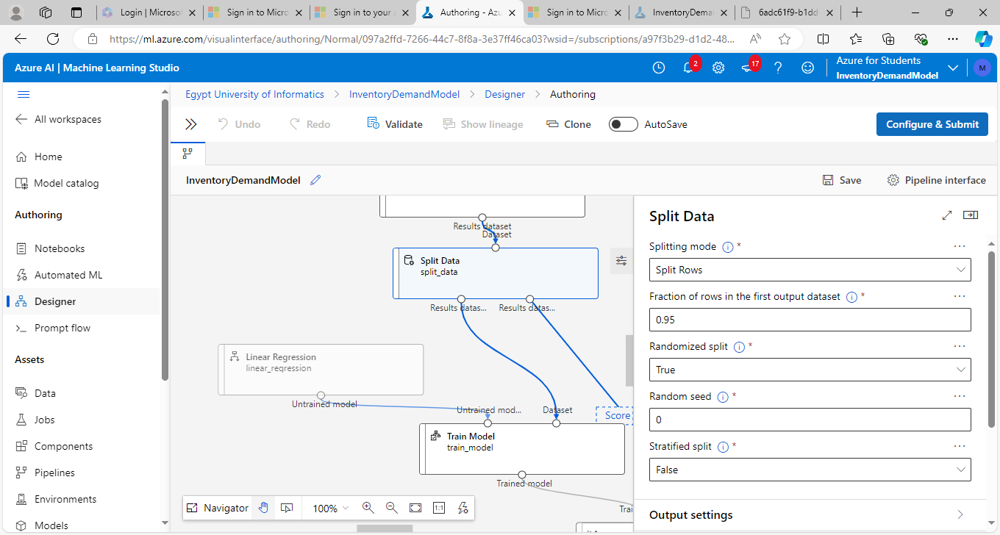 Login | Microsof
Sign in to Micro
Sign in to your a
Authoring - Azu
Sign in to Micro
InventoryDeman
6adc61f9-b1dd
https://ml.azure.com/visualinterface/authoring/Normal/097a2ffd-7266-44c7-8f8a-3e37ff46ca03?wsid=/subscriptions/a97f3b29-d1d2-48...
Azure AI | Machine Learning Studio
2
17
Azure for Students
InventoryDemandModel
M
All workspaces
Home
Model catalog
Authoring
Notebooks
Automated ML
Designer
Prompt flow
Assets
Data
Jobs
Components
Pipelines
Environments
Models
Egypt University of Informatics > InventoryDemandModel > Designer > Authoring
Undo
Redo
Validate
Show lineage
Clone
AutoSave
Configure & Submit
InventoryDemandModel
Save
Pipeline interface
Results dataset
Dataset
Split Data
split_data
Results datas...
Results datas...
Linear Regression
linear_regression
Untrained model
Untrained mod...
Dataset
Score
Train Model
train_model
Trained model
Trai
Navigator
100%
1:1
Split Data
Splitting mode *
Split Rows
Fraction of rows in the first output dataset *
0.95
Randomized split *
True
Random seed *
0
Stratified split *
False
Output settings